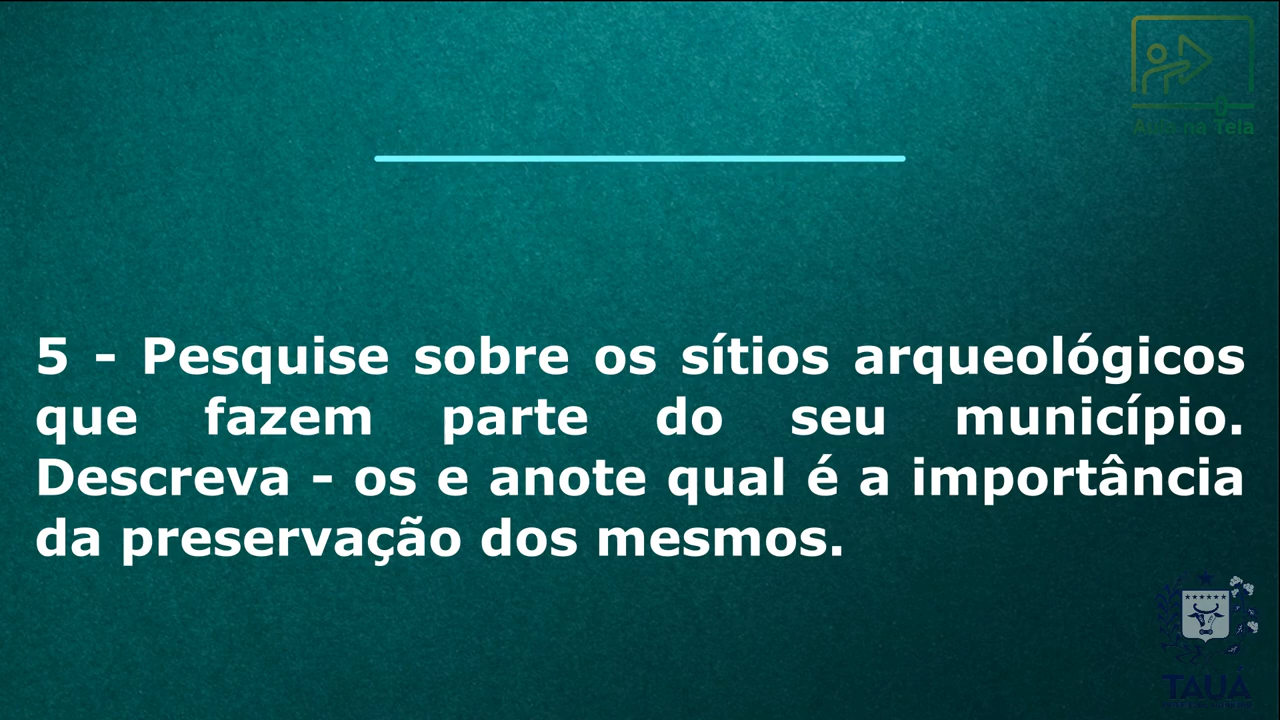 Aula na Tela
5 - Pesquise sobre os sítios arqueológicos
que fazem parte do seu município.
Descreva - os e anote qual é a importância
da preservação dos mesmos.
TAUÁ